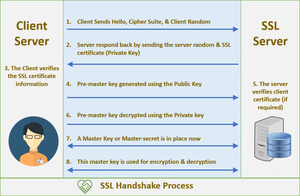 Client
Server
SSL
Server
1. Client Sends Hello, Cipher Suite, & Client Random
2. Server respond back by sending the server random & SSL
certificate (Private Key)
3. The Client verifies
the SSL certificate
information
4. Pre-master key generated using the Public Key
5. The server
verifies client
certificate (if
required)
6. Pre-master key decrypted using the Private key
7. A Master Key or Master-secret is in place
now
8. This master key is used for encryption & decryption
SSL Handshake Process